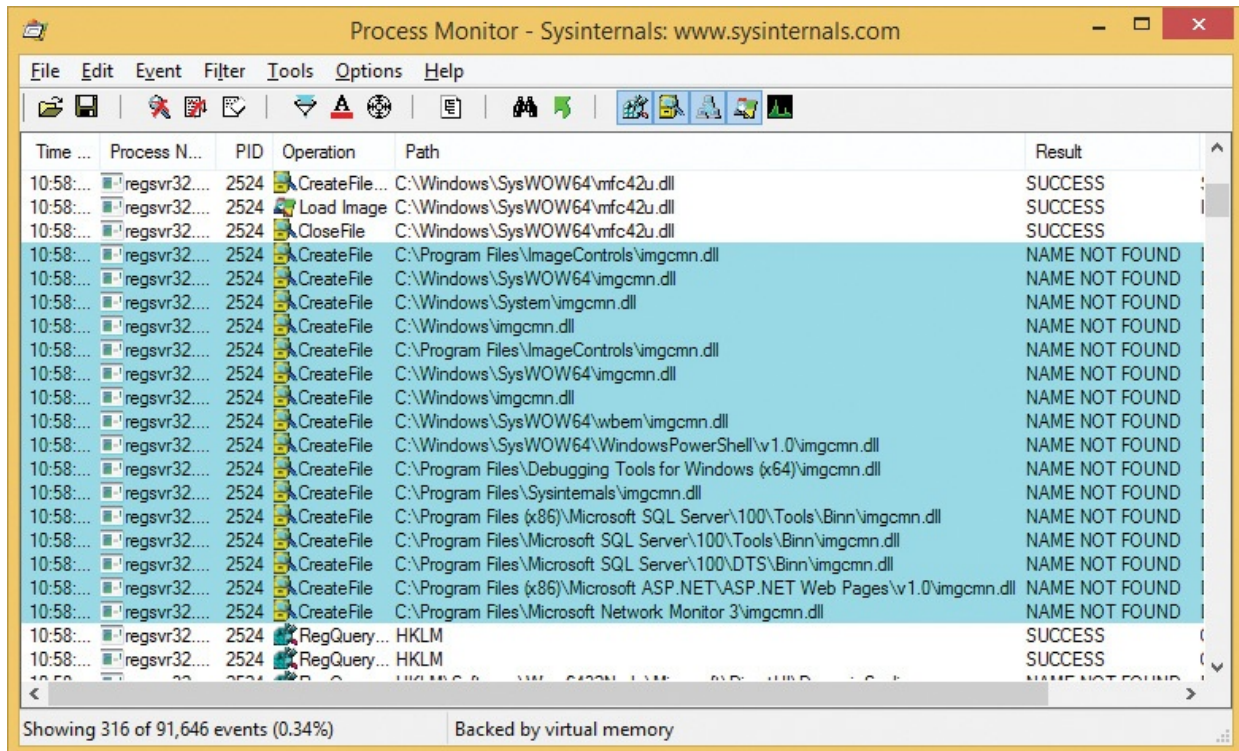 Process Monitor - Sysinternals: www.sysinternals.com
File Edit Event Filter Tools Options Help
Time ... Process N... PID Operation Path Result
10:58:... regsvr32.... 2524 CreateFile... C:\Windows\SysWOW64\mfc42u.dll SUCCESS
10:58:... regsvr32.... 2524 Load Image C:\Windows\SysWOW64\mfc42u.dll SUCCESS
10:58:... regsvr32.... 2524 CloseFile C:\Windows\SysWOW64\mfc42u.dll SUCCESS
10:58:... regsvr32.... 2524 CreateFile C:\Program Files\ImageControls\imgcmn.dll NAME NOT FOUND
10:58:... regsvr32.... 2524 CreateFile C:\Windows\SysWOW64\imgcmn.dll NAME NOT FOUND
10:58:... regsvr32.... 2524 CreateFile C:\Windows\System\imgcmn.dll NAME NOT FOUND
10:58:... regsvr32.... 2524 CreateFile C:\Windows\imgcmn.dll NAME NOT FOUND
10:58:... regsvr32.... 2524 CreateFile C:\Program Files\ImageControls\imgcmn.dll NAME NOT FOUND
10:58:... regsvr32.... 2524 CreateFile C:\Windows\SysWOW64\imgcmn.dll NAME NOT FOUND
10:58:... regsvr32.... 2524 CreateFile C:\Windows\imgcmn.dll NAME NOT FOUND
10:58:... regsvr32.... 2524 CreateFile C:\Windows\SysWOW64\wbem\imgcmn.dll NAME NOT FOUND
10:58:... regsvr32.... 2524 CreateFile C:\Windows\SysWOW64\WindowsPowerShell\v1.0\imgcmn.dll NAME NOT FOUND
10:58:... regsvr32.... 2524 CreateFile C:\Program Files\Debugging Tools for Windows (x64)\imgcmn.dll NAME NOT FOUND
10:58:... regsvr32.... 2524 CreateFile C:\Program Files\Sysinternals\imgcmn.dll NAME NOT FOUND
10:58:... regsvr32.... 2524 CreateFile C:\Program Files (x86)\Microsoft SQL Server\100\Tools\Binn\imgcmn.dll NAME NOT FOUND
10:58:... regsvr32.... 2524 CreateFile C:\Program Files\Microsoft SQL Server\100\Tools\Binn\imgcmn.dll NAME NOT FOUND
10:58:... regsvr32.... 2524 CreateFile C:\Program Files\Microsoft SQL Server\100\DTS\Binn\imgcmn.dll NAME NOT FOUND
10:58:... regsvr32.... 2524 CreateFile C:\Program Files (x86)\Microsoft ASP.NET\ASP.NET Web Pages\v1.0\imgcmn.dll NAME NOT FOUND
10:58:... regsvr32.... 2524 CreateFile C:\Program Files\Microsoft Network Monitor 3\imgcmn.dll NAME NOT FOUND
10:58:... regsvr32.... 2524 RegQuery... HKLM SUCCESS
10:58:... regsvr32.... 2524 RegQuery... HKLM SUCCESS
Showing 316 of 91,646 events (0.34%) Backed by virtual memory